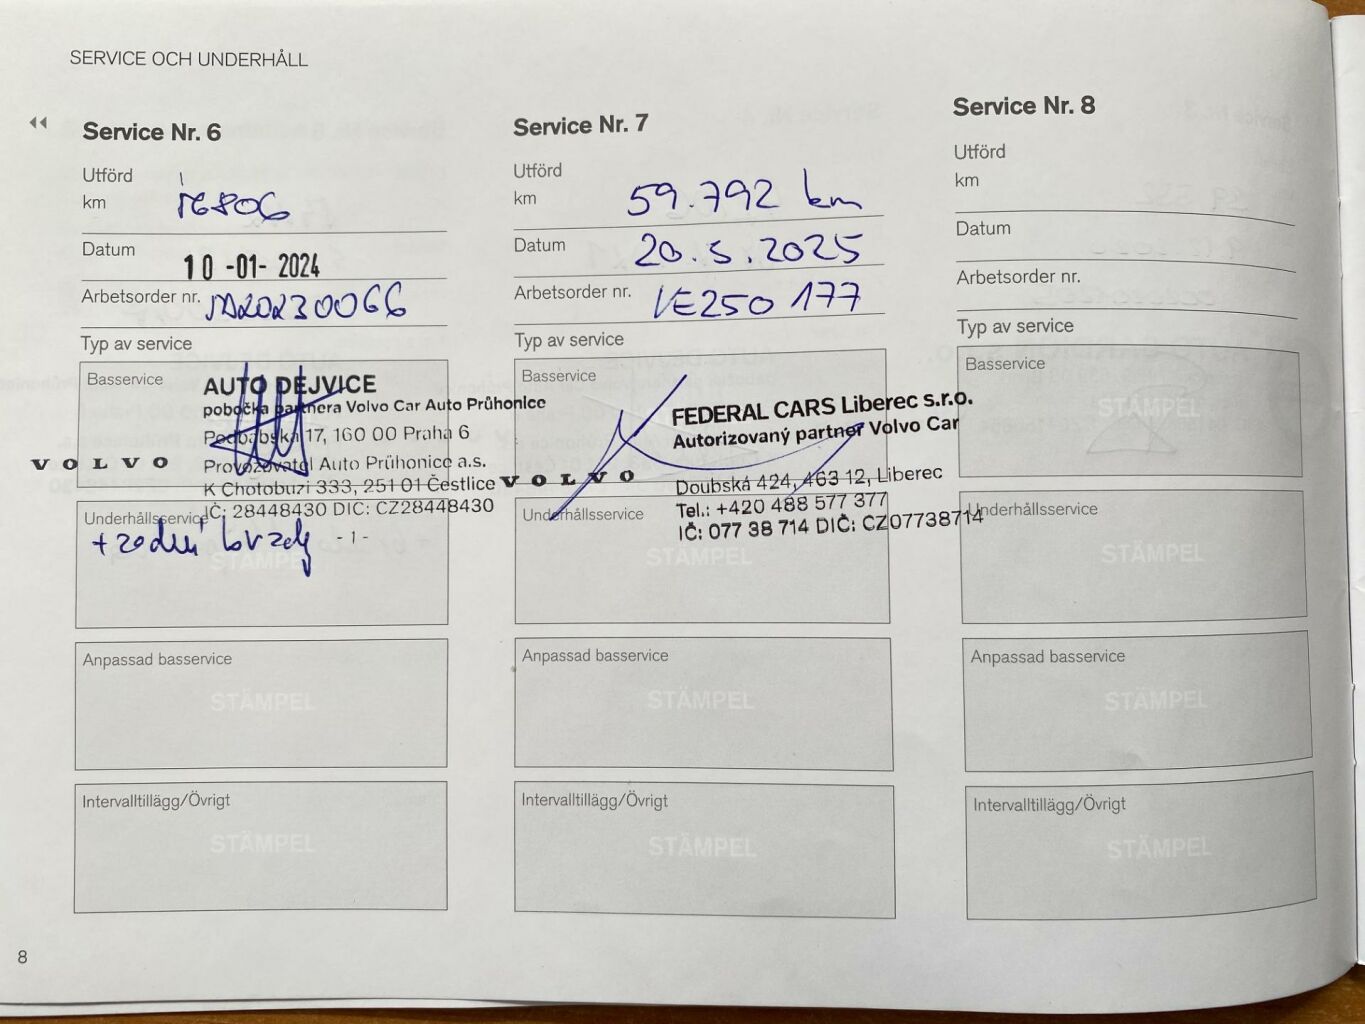 SERVICE OCH UNDERHÅLL
Service Nr. 6
Utförd
km
Datum
10 -01- 2024
Arbetsorder nr.
Typ av service
Basservice
AUTO DEJVICE
pobočka partnera Volvo Car Auto Průhonice
Podbabská 17, 160 00 Praha 6
VOLVO
Provozovatel Auto Průhonice a.s.
K Chotobuzi 333, 251 01 Čestlice
IČ: 28448430 DIC: CZ28448430
Underhållsservice
+ zadní brzdy
-1-
STÄMPEL
Anpassad basservice
STÄMPEL
Intervalltillägg/Övrigt
STÄMPEL
Service Nr. 7
Utförd
km 59.792 km
Datum 20.5.2025
Arbetsorder nr. VE250 177
Typ av service
Basservice
FEDERAL CARS Liberec s.r.o.
Autorizovaný partner Volvo Car
VOLVO
Doubská 424, 463 12, Liberec
Tel.: +420 488 577 377
IČ: 077 38 714 DIČ: CZ07738714
Underhållsservice
STÄMPEL
Anpassad basservice
STÄMPEL
Intervalltillägg/Övrigt
STÄMPEL
Service Nr. 8
Utförd
km
Datum
Arbetsorder nr.
Typ av service
Basservice
STÄMPEL
Underhållsservice
STÄMPEL
Anpassad basservice
STÄMPEL
Intervalltillägg/Övrigt
STÄMPEL
8